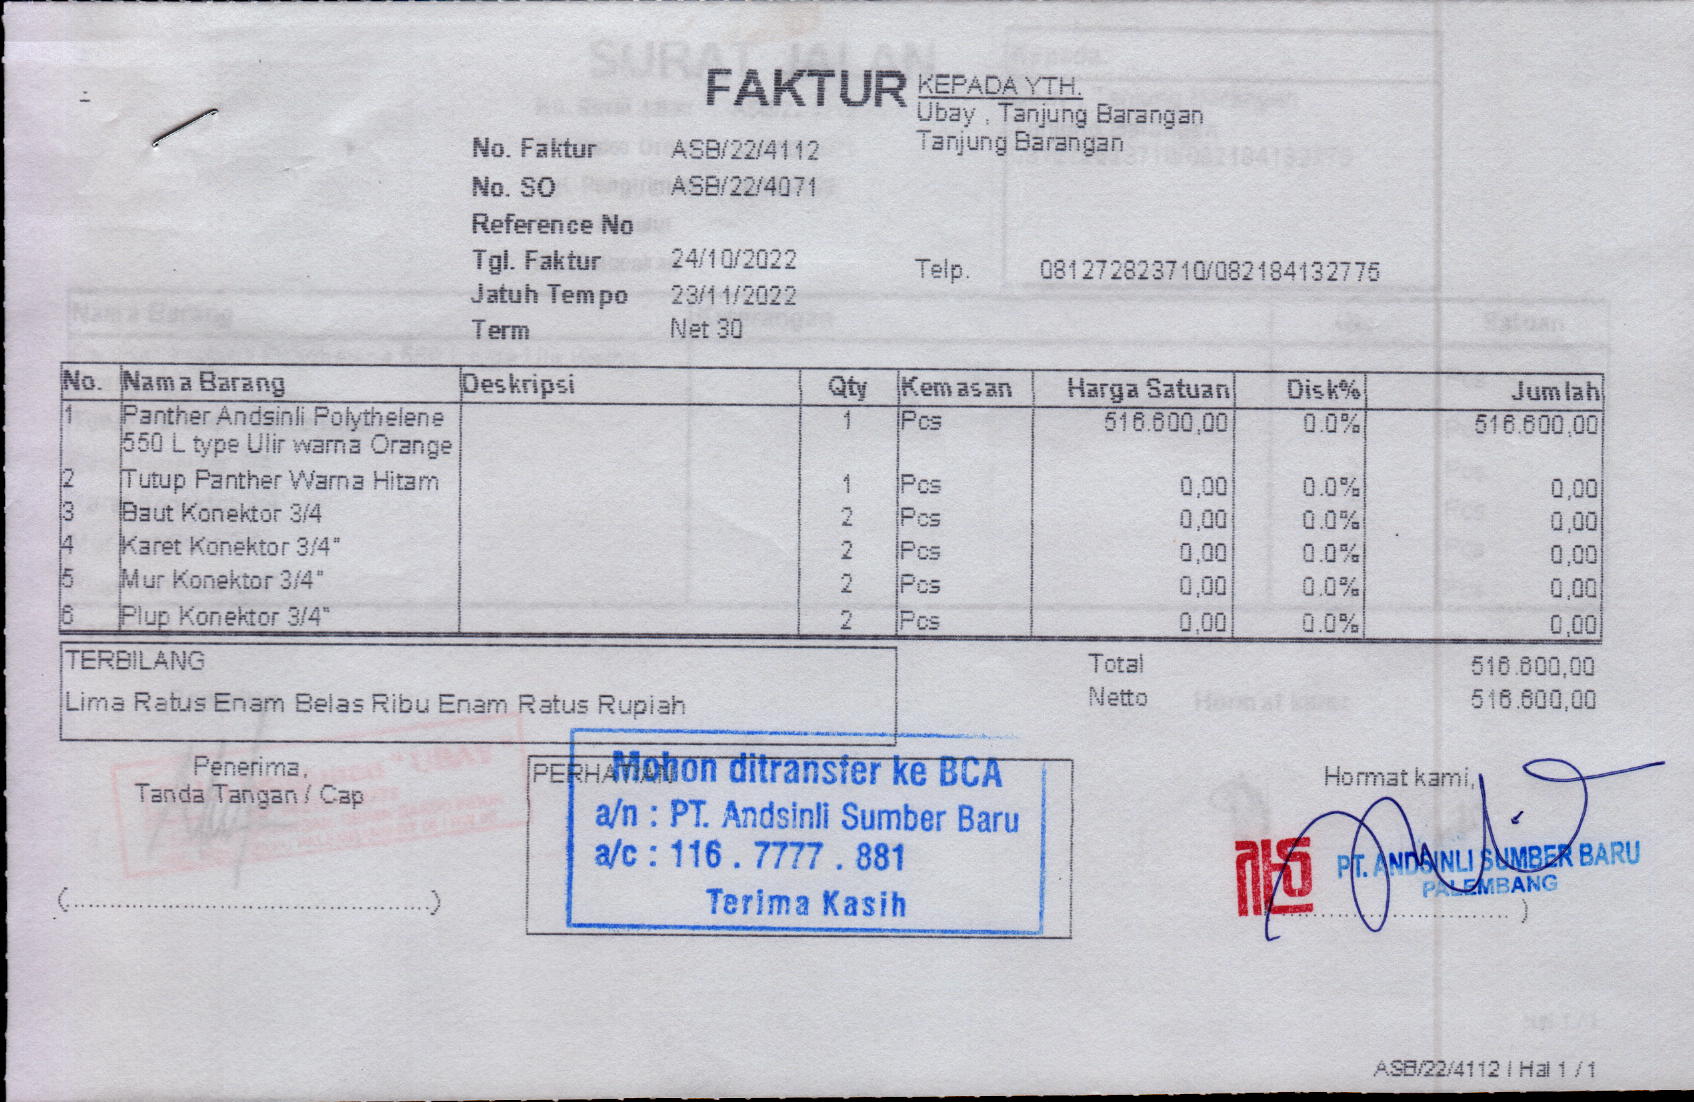 FAKTUR
KEPADA YTH.
Ubay , Tanjung Barangan
Tanjung Barangan
No. Faktur ASB/22/4112
No. SO ASB/22/4071
Reference No
Tgl. Faktur 24/10/2022
Telp. 081272823710/082184132775
Jatuh Tempo 23/11/2022
Term Net 30
No. Nama Barang Deskripsi Qty Kemasan Harga Satuan Disk% Jumlah
1 Panther Andsinli Polythelene 1 Pcs 516.600,00 0.0% 516.600,00
550 L type Ulir warna Orange
2 Tutup Panther Warna Hitam 1 Pcs 0,00 0.0% 0,00
3 Baut Konektor 3/4 2 Pcs 0,00 0.0% 0,00
4 Karet Konektor 3/4" 2 Pcs 0,00 0.0% 0,00
5 Mur Konektor 3/4" 2 Pcs 0,00 0.0% 0,00
6 Plup Konektor 3/4" 2 Pcs 0,00 0.0% 0,00
TERBILANG
Lima Ratus Enam Belas Ribu Enam Ratus Rupiah
Total 516.600,00
Netto 516.600,00
Penerima,
Tanda Tangan / Cap
(........................................)
PERHATIAN
Mohon ditransfer ke BCA
a/n : PT. Andsinli Sumber Baru
a/c : 116 . 7777 . 881
Terima Kasih
Hormat kami,
PT. ANDSINLI SUMBER BARU
PALEMBANG
ASB/22/4112 / Hal 1 / 1